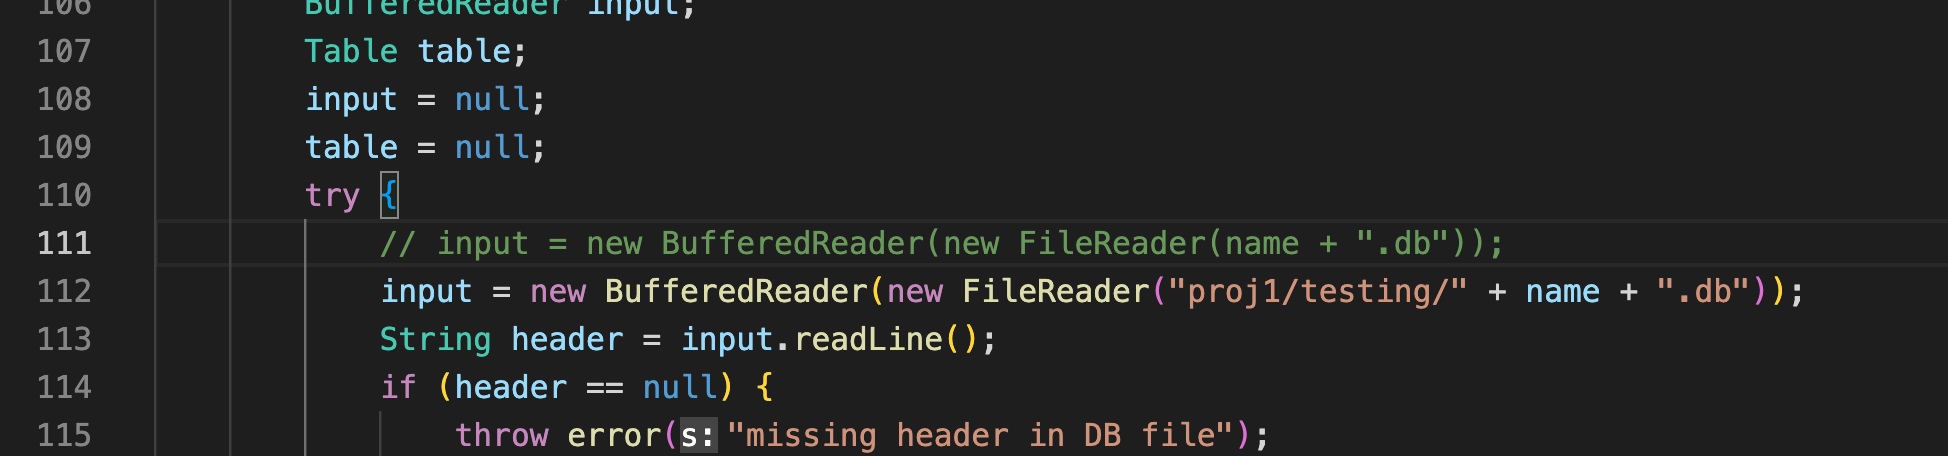 106 BufferedReader input;
107 Table table;
108 input = null;
109 table = null;
110 try {
111 // input = new BufferedReader(new FileReader(name + ".db"));
112 input = new BufferedReader(new FileReader("proj1/testing/" + name + ".db"));
113 String header = input.readLine();
114 if (header == null) {
115 throw error(s: "missing header in DB file");